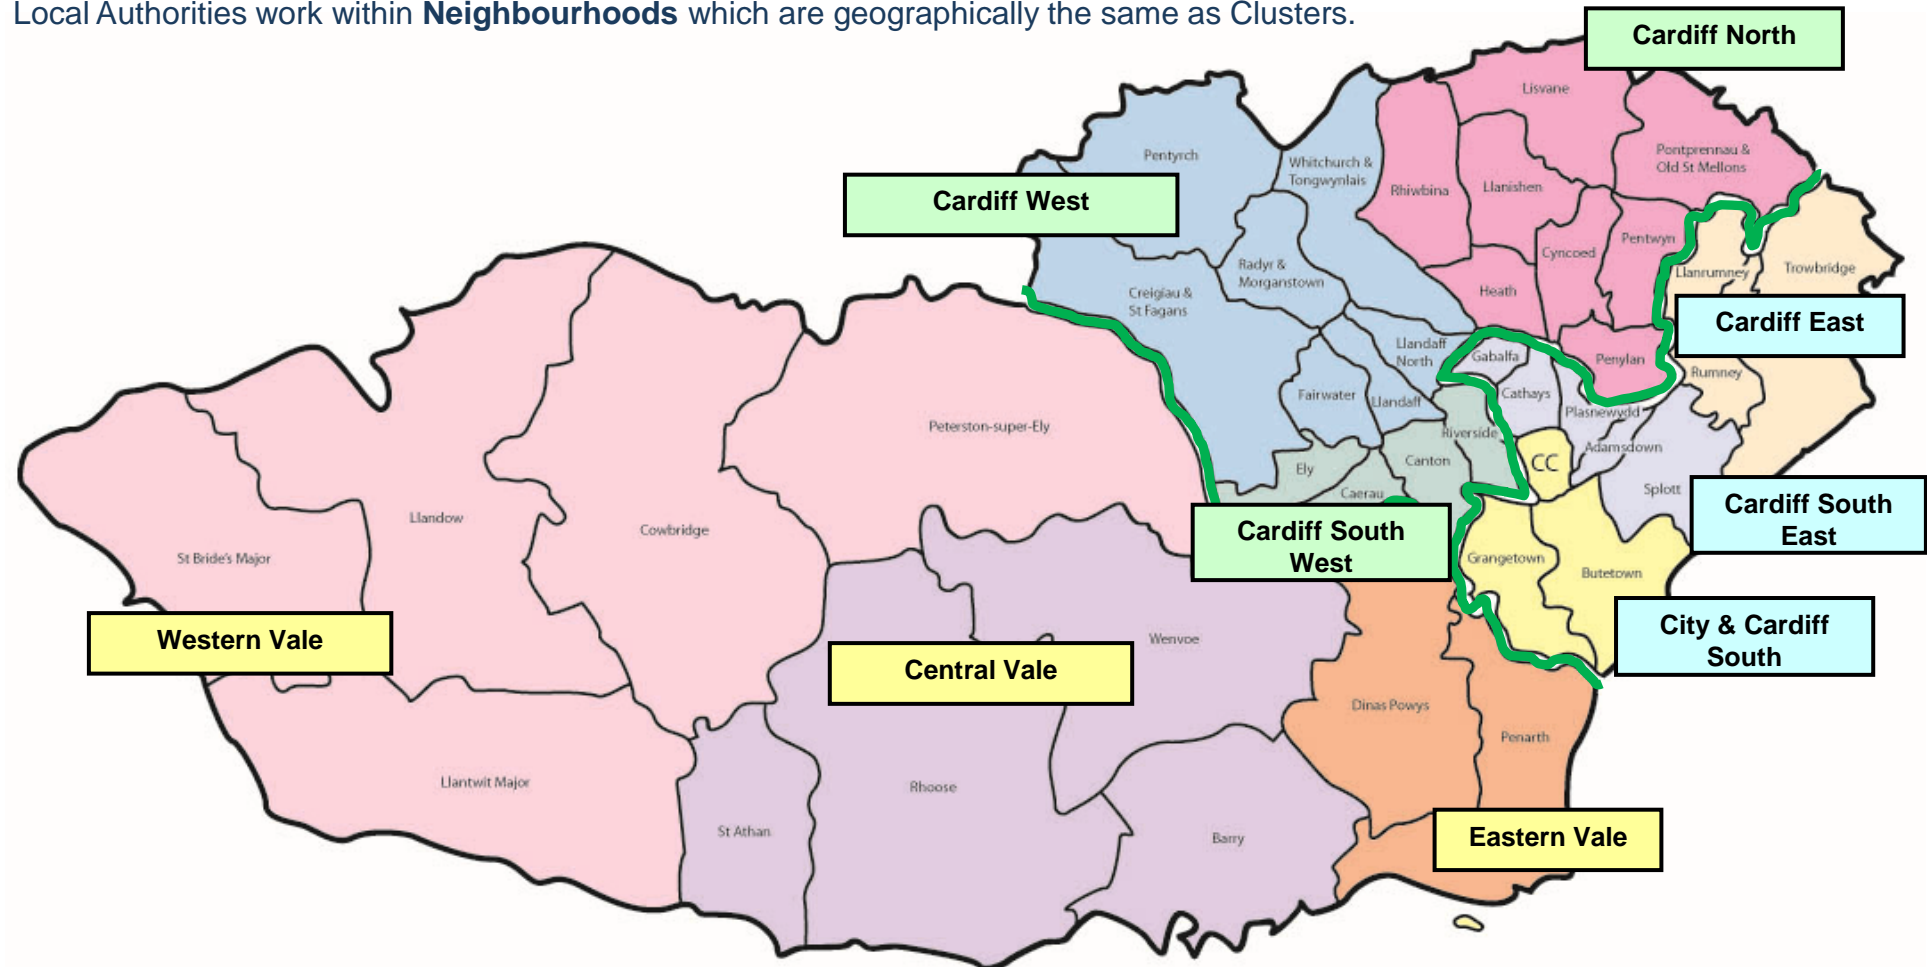 Local Authorities work within Neighbourhoods which are geographically the same as Clusters.
Cardiff North
Lisvane
Pentyrch
Whitchurch &
Tongwynlais
Pontprennau &
Old St Mellons
Rhiwbina
Llanishen
Cardiff West
Pentwyn
Cyncoed
Radyr &
Morganstown
Llanrumney
Trowbridge
Creigiau &
St Fagans
Heath
Cardiff East
Llandaff
North
Gabalfa
Penylan
Rumney
Fairwater
Llandaff
Cathays
Plasnewydd
Peterston-super-Ely
Riverside
Adamsdown
Ely
Canton
CC
Caerau
Splott
Llandow
Cowbridge
Cardiff South
West
Cardiff South
East
St Bride's Major
Grangetown
Butetown
Western Vale
Wenvoe
City & Cardiff
South
Central Vale
Dinas Powys
Penarth
Llantwit Major
Rhoose
St Athan
Barry
Eastern Vale